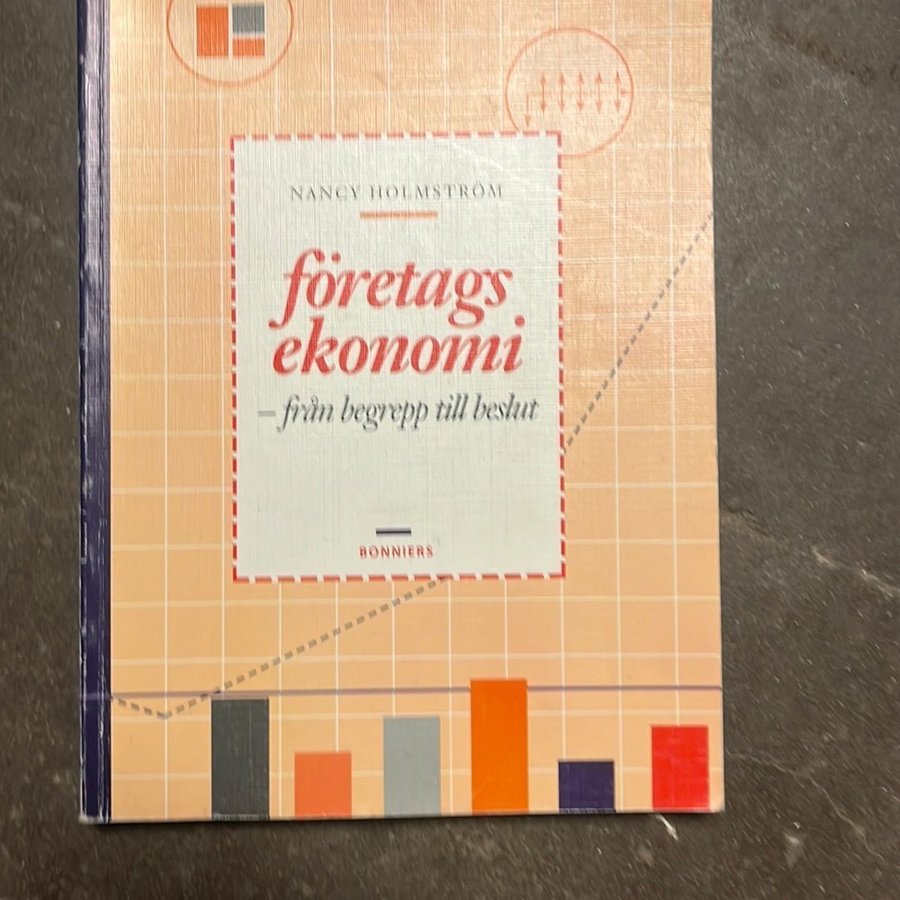 NANCY HOLMSTRÖM
företags
ekonomi
– från begrepp till beslut
BONNIERS